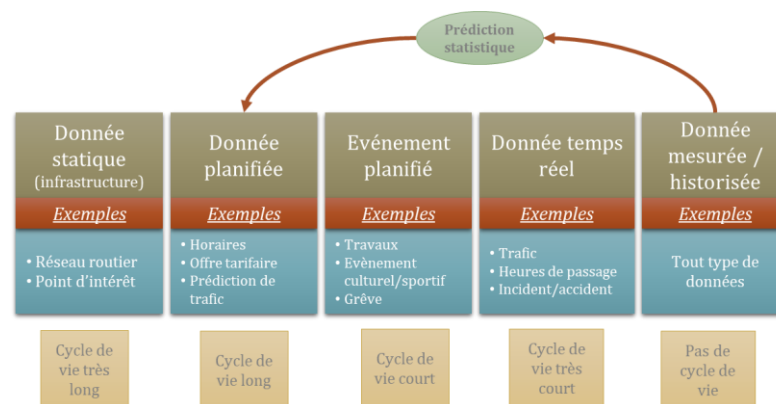 Prédiction
statistique
Donnée
statique
(infrastructure)
Exemples
• Réseau routier
• Point d'intérêt
Cycle de
vie très
long
Donnée
planifiée
Exemples
• Horaires
• Offre tarifaire
• Prédiction de
trafic
Cycle de
vie long
Evénement
planifié
Exemples
• Travaux
• Evènement
culturel/sportif
• Grêve
Cycle de
vie court
Donnée temps
réel
Exemples
• Trafic
• Heures de passage
• Incident/accident
Cycle de
vie très
court
Donnée
mesurée /
historisée
Exemples
Tout type de
données
Pas de
cycle de
vie